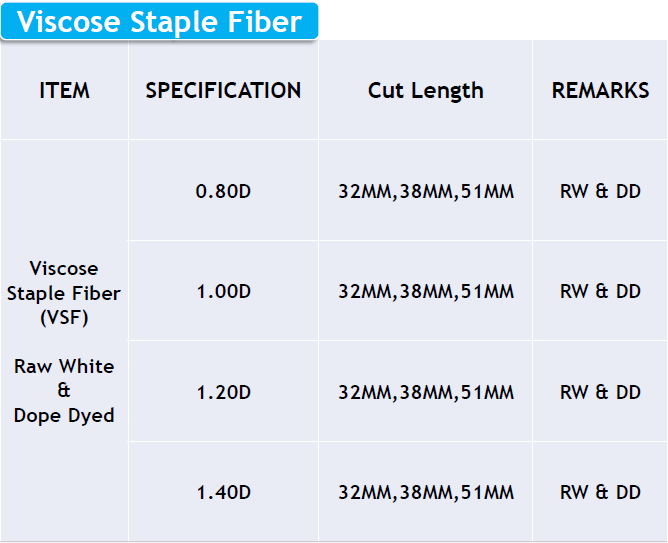 Viscose Staple Fiber
ITEM SPECIFICATION Cut Length REMARKS
Viscose
Staple Fiber
(VSF)
Raw White
&
Dope Dyed
0.80D 32MM,38MM,51MM RW & DD
1.00D 32MM,38MM,51MM RW & DD
1.20D 32MM,38MM,51MM RW & DD
1.40D 32MM,38MM,51MM RW & DD